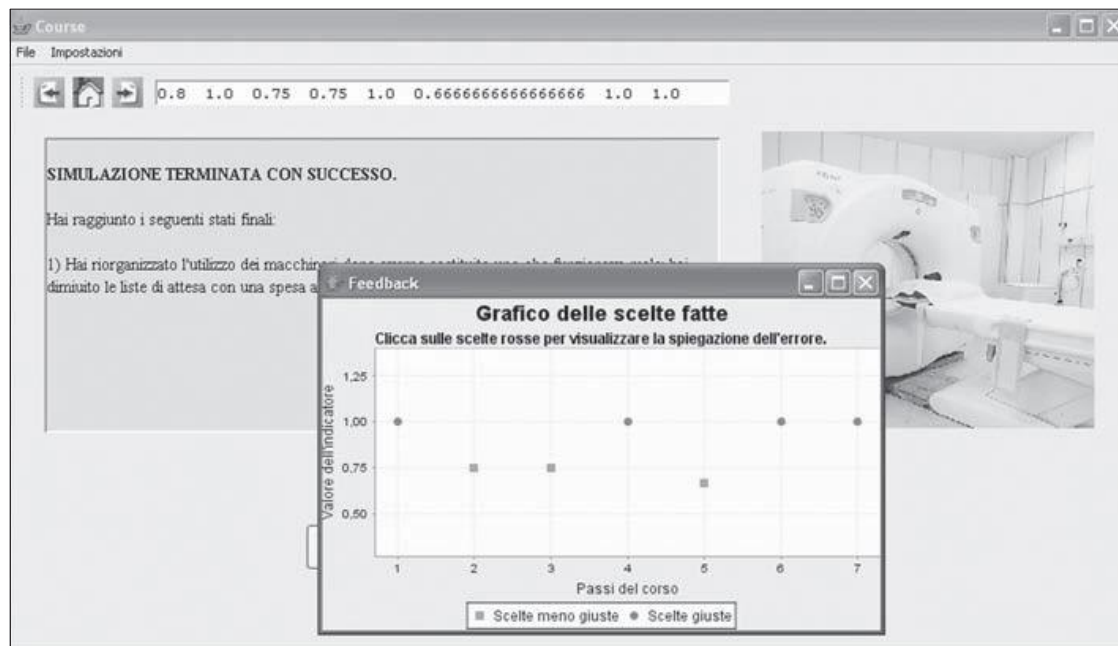 Course
File Impostazioni
0.8 1.0 0.75 0.75 1.0 0.6666666666666666 1.0 1.0
SIMULAZIONE TERMINATA CON SUCCESSO.
Hai raggiunto i seguenti stati finali:
1) Hai riorganizzato l'utilizzo dei
dimiuito le liste di attesa con una spesa
Feedback
Grafico delle scelte fatte
Clicca sulle scelte rosse per visualizzare la spiegazione dell'errore.
Valore dell'indicatore
1,25
1,00
0,75
0,50
1 2 3 4 5 6 7
Passi del corso
Scelte meno giuste Scelte giuste